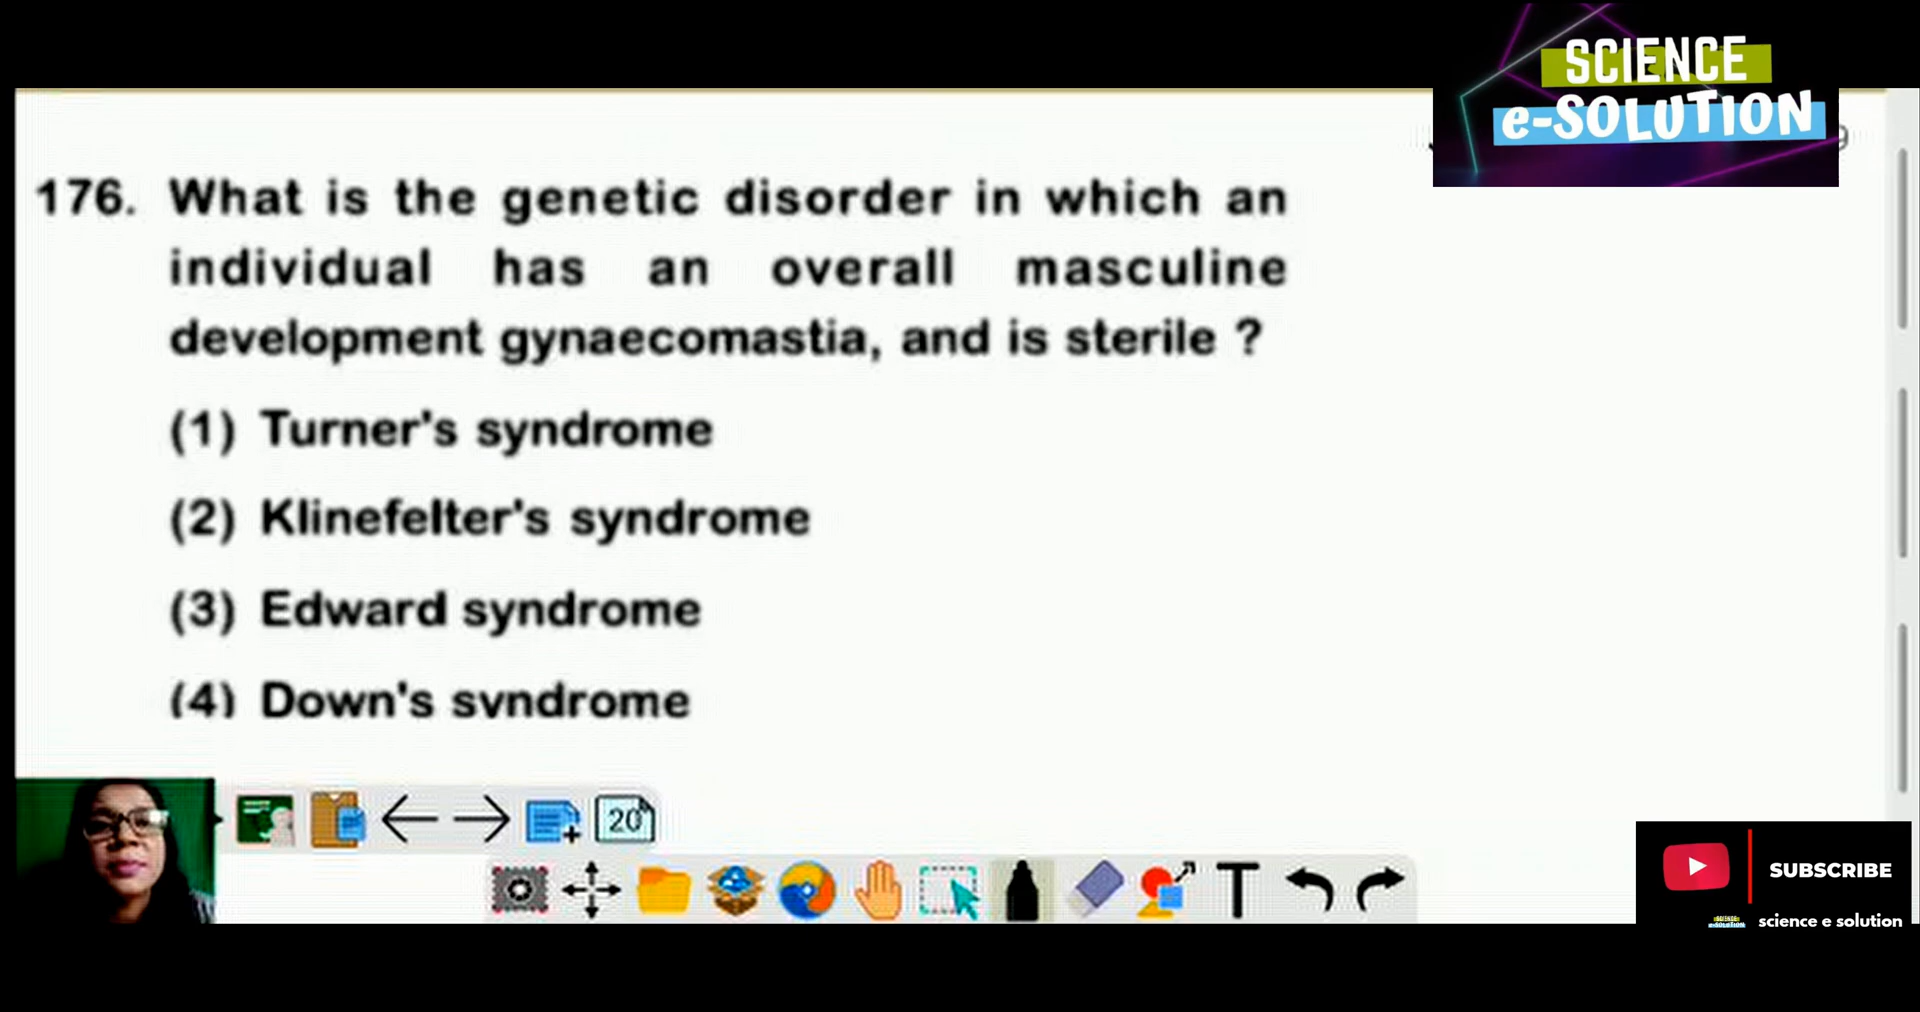 SCIENCE
e-SOLUTION
176. What is the genetic disorder in which an
individual has an overall masculine
development gynaecomastia, and is sterile ?
(1) Turner's syndrome
(2) Klinefelter's syndrome
(3) Edward syndrome
(4) Down's syndrome
20
T
SUBSCRIBE
science e solution